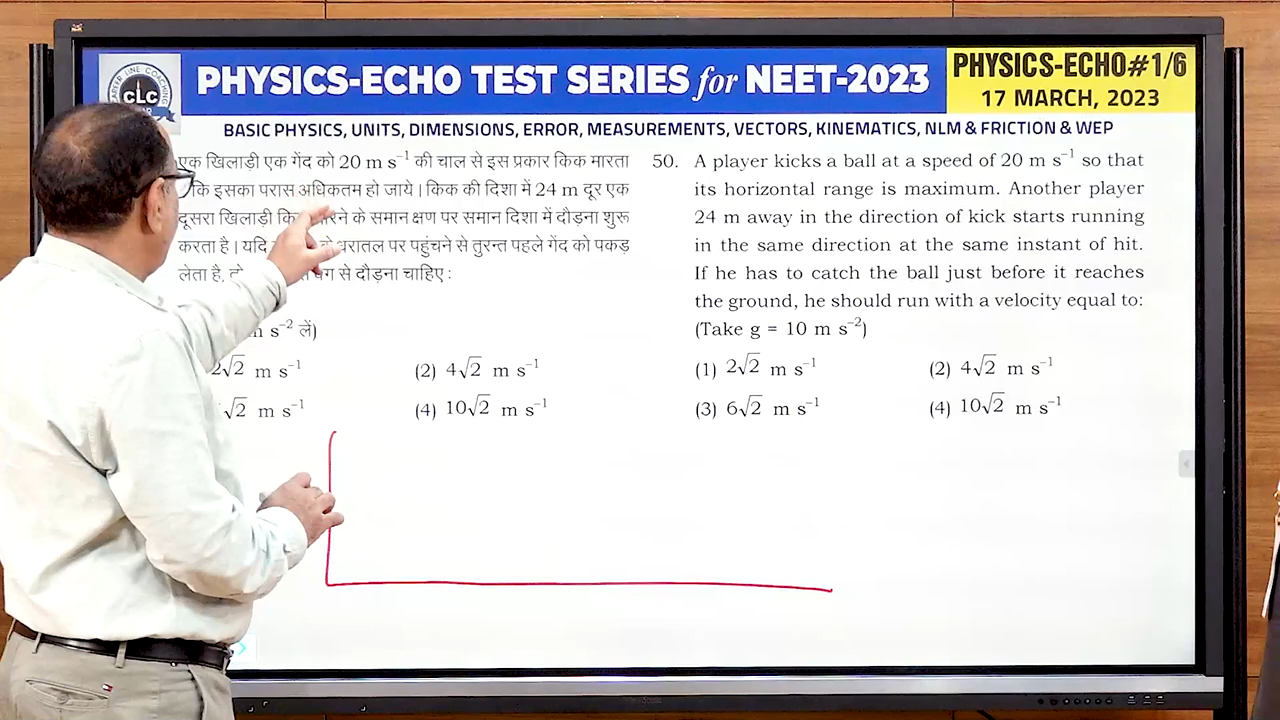 PHYSICS-ECHO TEST SERIES for NEET-2023
PHYSICS-ECHO#1/6
17 MARCH, 2023
CLC
BASIC PHYSICS, UNITS, DIMENSIONS, ERROR, MEASUREMENTS, VECTORS, KINEMATICS, NLM & FRICTION & WEP
एक खिलाड़ी एक गेंद को 20 m s⁻¹ की चाल से इस प्रकार किक मारता
कि इसका परास अधिकतम हो जाये। किक की दिशा में 24 m दूर एक
दूसरा खिलाड़ी के समान क्षण पर समान दिशा में दौड़ना शुरू
करता है। यदि धरातल पर पहुंचने से तुरन्त पहले गेंद को पकड़
लेता है, से दौड़ना चाहिए :
s⁻² लें)
2√2 m s⁻¹
(2) 4√2 m s⁻¹
√2 m s⁻¹
(4) 10√2 m s⁻¹
50. A player kicks a ball at a speed of 20 m s⁻¹ so that
its horizontal range is maximum. Another player
24 m away in the direction of kick starts running
in the same direction at the same instant of hit.
If he has to catch the ball just before it reaches
the ground, he should run with a velocity equal to:
(Take g = 10 m s⁻²)
(1) 2√2 m s⁻¹
(2) 4√2 m s⁻¹
(3) 6√2 m s⁻¹
(4) 10√2 m s⁻¹